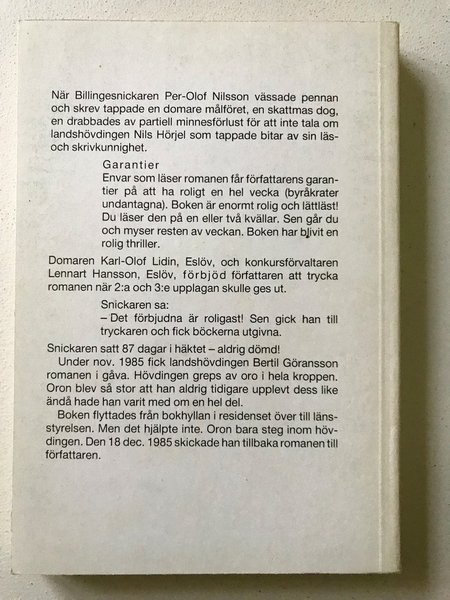 När Billingesnickaren Per-Olof Nilsson vässade pennan
och skrev tappade en domare målföret, en skattmas dog,
en drabbades av partiell minnesförlust för att inte tala om
landshövdingen Nils Hörjel som tappade bitar av sin läs-
och skrivkunnighet.
Garantier
Envar som läser romanen får författarens garan-
tier på att ha roligt en hel vecka (byråkrater
undantagna). Boken är enormt rolig och lättläst!
Du läser den på en eller två kvällar. Sen går du
och myser resten av veckan. Boken har blivit en
rolig thriller.
Domaren Karl-Olof Lidin, Eslöv, och konkursförvaltaren
Lennart Hansson, Eslöv, förbjöd författaren att trycka
romanen när 2:a och 3:e upplagan skulle ges ut.
Snickaren sa:
– Det förbjudna är roligast! Sen gick han till
tryckaren och fick böckerna utgivna.
Snickaren satt 87 dagar i häktet – aldrig dömd!
Under nov. 1985 fick landshövdingen Bertil Göransson
romanen i gåva. Hövdingen greps av oro i hela kroppen.
Oron blev så stor att han aldrig tidigare upplevt dess like
ändå hade han varit med om en hel del.
Boken flyttades från bokhyllan i residenset över till läns-
styrelsen. Men det hjälpte inte. Oron bara steg inom höv-
dingen. Den 18 dec. 1985 skickade han tillbaka romanen till
författaren.